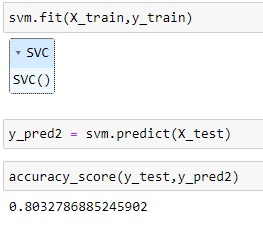 svm.fit(X_train,y_train)
▾ SVC
SVC()
y_pred2 = svm.predict(X_test)
accuracy_score(y_test,y_pred2)
0.8032786885245902